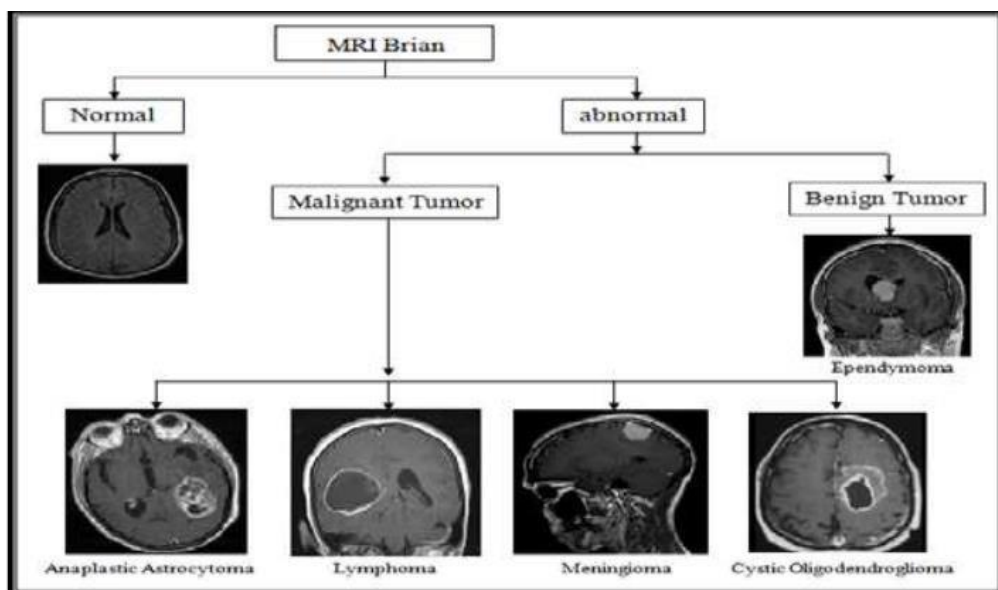 MRI Brian
Normal
abnormal
Malignant Tumor
Benign Tumor
Ependymoma
Anaplastic Astrocytoma
Lymphoma
Meningioma
Cystic Oligodendroglioma